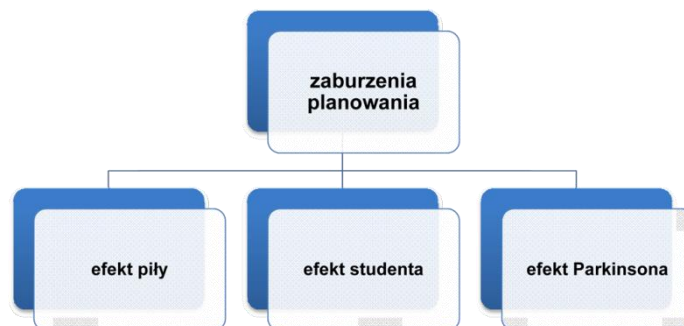 zaburzenia
planowania
efekt piły
efekt studenta
efekt Parkinsona